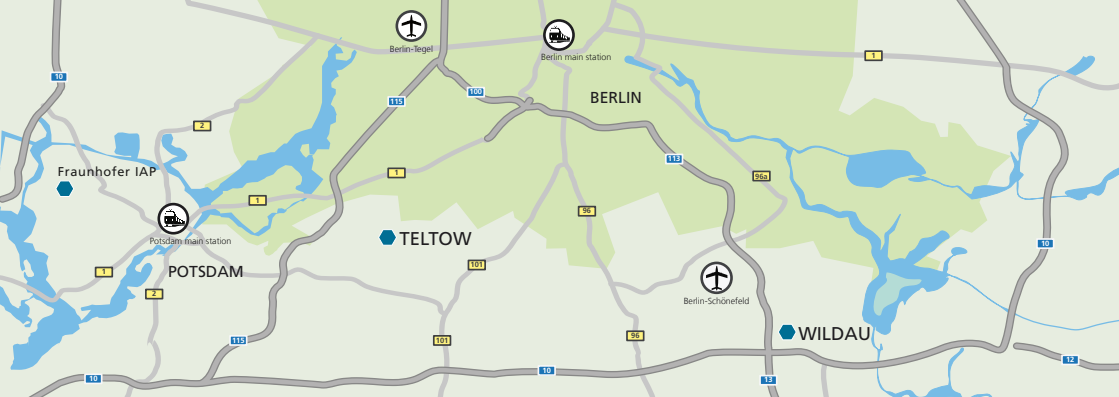 Berlin-Tegel
Berlin main station
1
10
100
115
BERLIN
2
113
Fraunhofer IAP
1
96a
1
96
Potsdam main station
TELTOW
10
101
1
POTSDAM
2
Berlin-Schönefeld
WILDAU
96
115
101
12
10
10
13